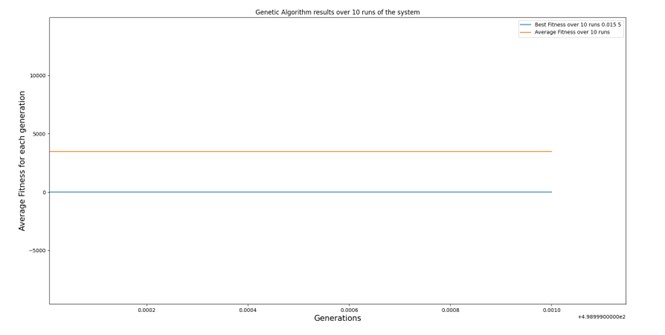 Genetic Algorithm results over 10 runs of the system
Best Fitness over 10 runs 0.015 5
Average Fitness over 10 runs
Average Fitness for each generation
10000
5000
0
−5000
0.0002 0.0004 0.0006 0.0008 0.0010
Generations
+4.9899900000e2